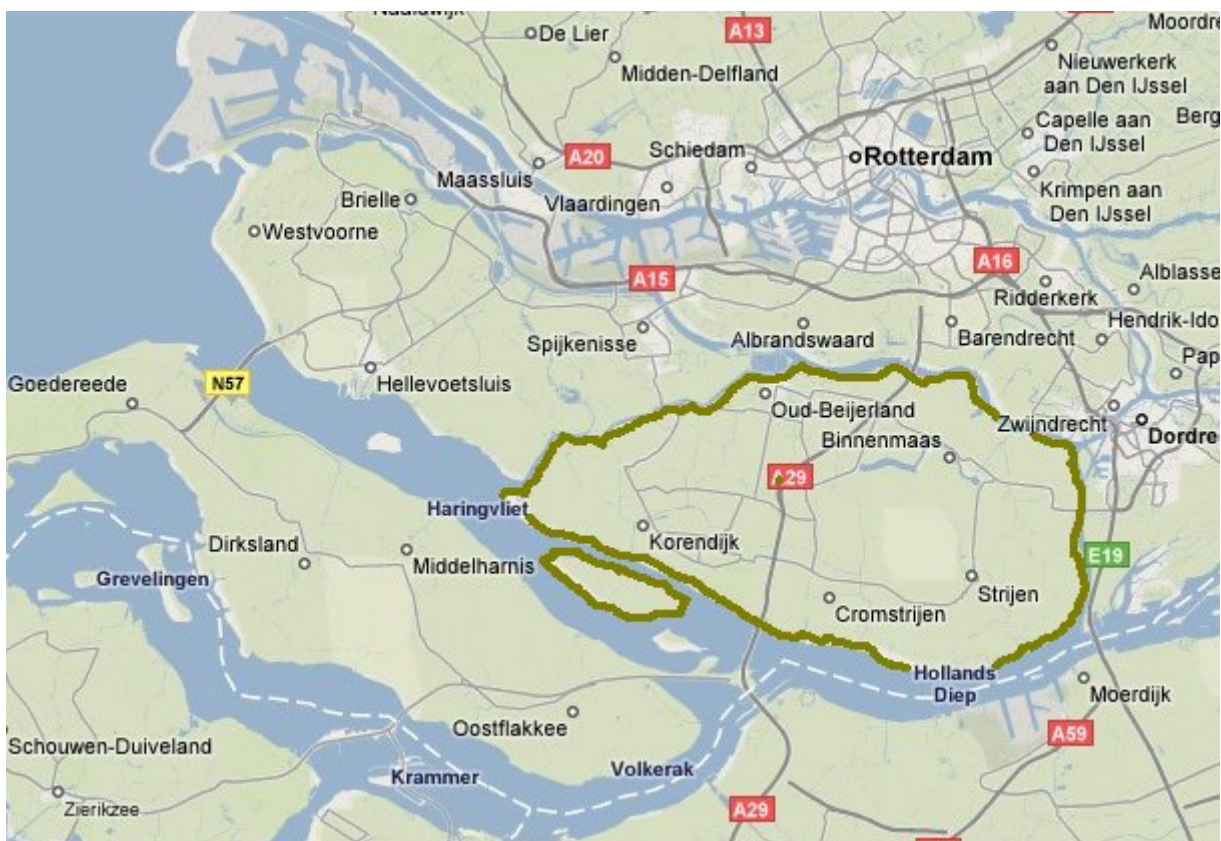 Naaldwijk
De Lier
A13
Moordre
Midden-Delfland
Nieuwerkerk
aan Den IJssel
Capelle aan
Den IJssel
Berg
A20
Schiedam
Rotterdam
Maassluis
Vlaardingen
Krimpen aan
Den IJssel
Brielle
Westvoorne
A15
A16
Alblasse
Ridderkerk
Spijkenisse
Albrandswaard
Barendrecht
Hendrik-Ido
Pap
Goedereede
N57
Hellevoetsluis
Oud-Beijerland
Zwijndrecht
Binnenmaas
Dordre
A29
Haringvliet
Dirksland
Middelharnis
Korendijk
E19
Grevelingen
Strijen
Cromstrijen
Hollands
Diep
Moerdijk
Oostflakkee
A59
Schouwen-Duiveland
Krammer
Volkerak
Zierikzee
A29